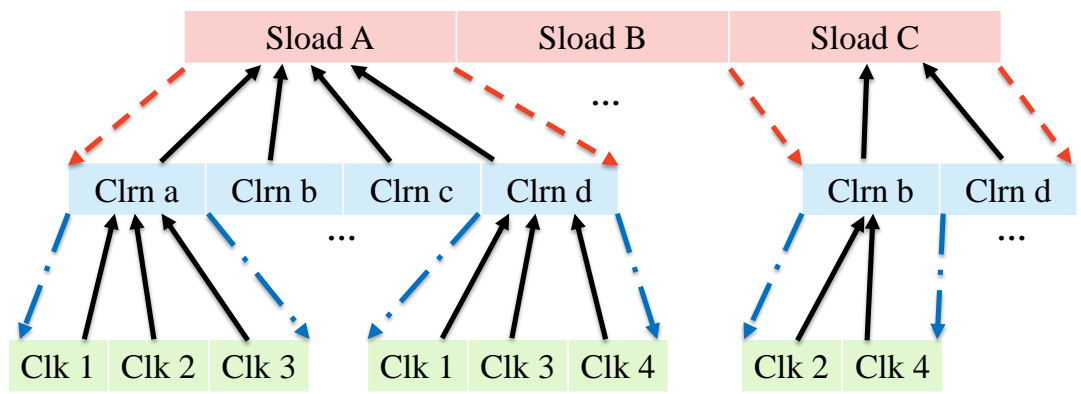 Sload A Sload B Sload C
...
Clrn a Clrn b Clrn c Clrn d Clrn b Clrn d
... ...
Clk 1 Clk 2 Clk 3 Clk 1 Clk 3 Clk 4 Clk 2 Clk 4